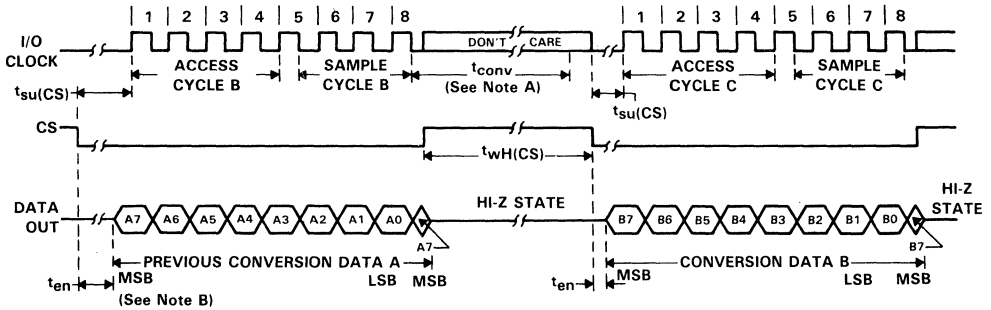 1 2 3 4 5 6 7 8 1 2 3 4 5 6 7 8
I/O
CLOCK
DON'T CARE
ACCESS
CYCLE B
SAMPLE
CYCLE B
tconv
(See Note A)
ACCESS
CYCLE C
SAMPLE
CYCLE C
tsu(CS)
tsu(CS)
CS
twH(CS)
DATA
OUT
A7 A6 A5 A4 A3 A2 A1 A0
A7
HI-Z STATE
B7 B6 B5 B4 B3 B2 B1 B0
B7
HI-Z
STATE
PREVIOUS CONVERSION DATA A
CONVERSION DATA B
ten
MSB
LSB
MSB
ten
MSB
LSB
MSB
(See Note B)